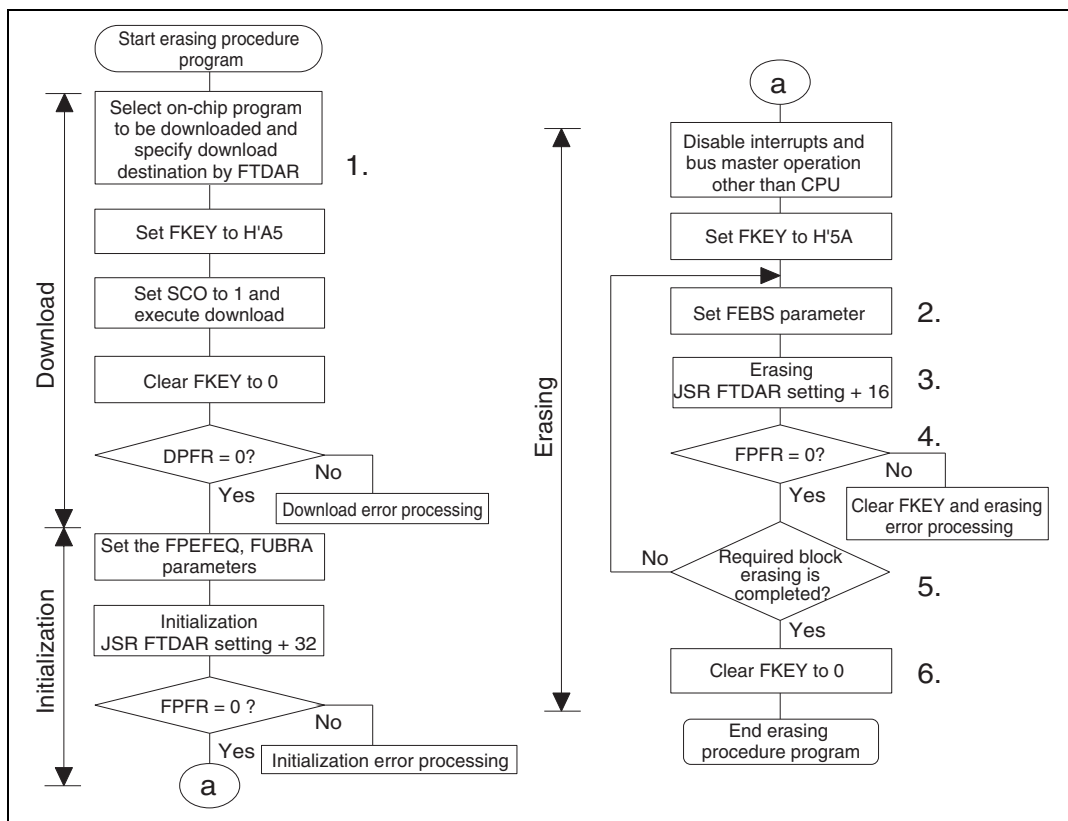 Start erasing procedure
program
Select on-chip program
to be downloaded and
specify download
destination by FTDAR
1.
Set FKEY to H'A5
Set SCO to 1 and
execute download
Clear FKEY to 0
DPFR = 0?
No
Yes
Download error processing
Download
Set the FPEFEQ, FUBRA
parameters
Initialization
JSR FTDAR setting + 32
FPFR = 0 ?
No
Yes
Initialization error processing
a
Initialization
a
Disable interrupts and
bus master operation
other than CPU
Set FKEY to H'5A
Set FEBS parameter
2.
Erasing
JSR FTDAR setting + 16
3.
4.
FPFR = 0?
No
Yes
Clear FKEY and erasing
error processing
No
Required block
erasing is
completed?
5.
Yes
Clear FKEY to 0
6.
Erasing
End erasing
procedure program